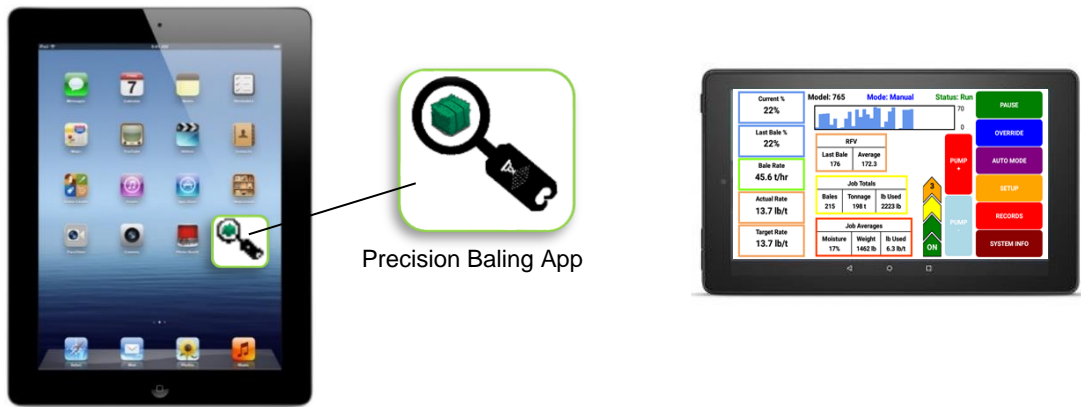 7
Precision Baling App
Current %
22%
Last Bale %
22%
Bale Rate
45.6 t/hr
Actual Rate
13.7 lb/t
Target Rate
13.7 lb/t
Model: 765 Mode: Manual Status: Run
70
0
RFV
Last Bale Average
176 172.3
Job Totals
Bales Tonnage lb Used
215 198 t 2223 lb
Job Averages
Moisture Weight lb Used
17% 1462 lb 6.3 lb/t
3
ON
PUMP
+
PUMP
-
PAUSE
OVERRIDE
AUTO MODE
SETUP
RECORDS
SYSTEM INFO